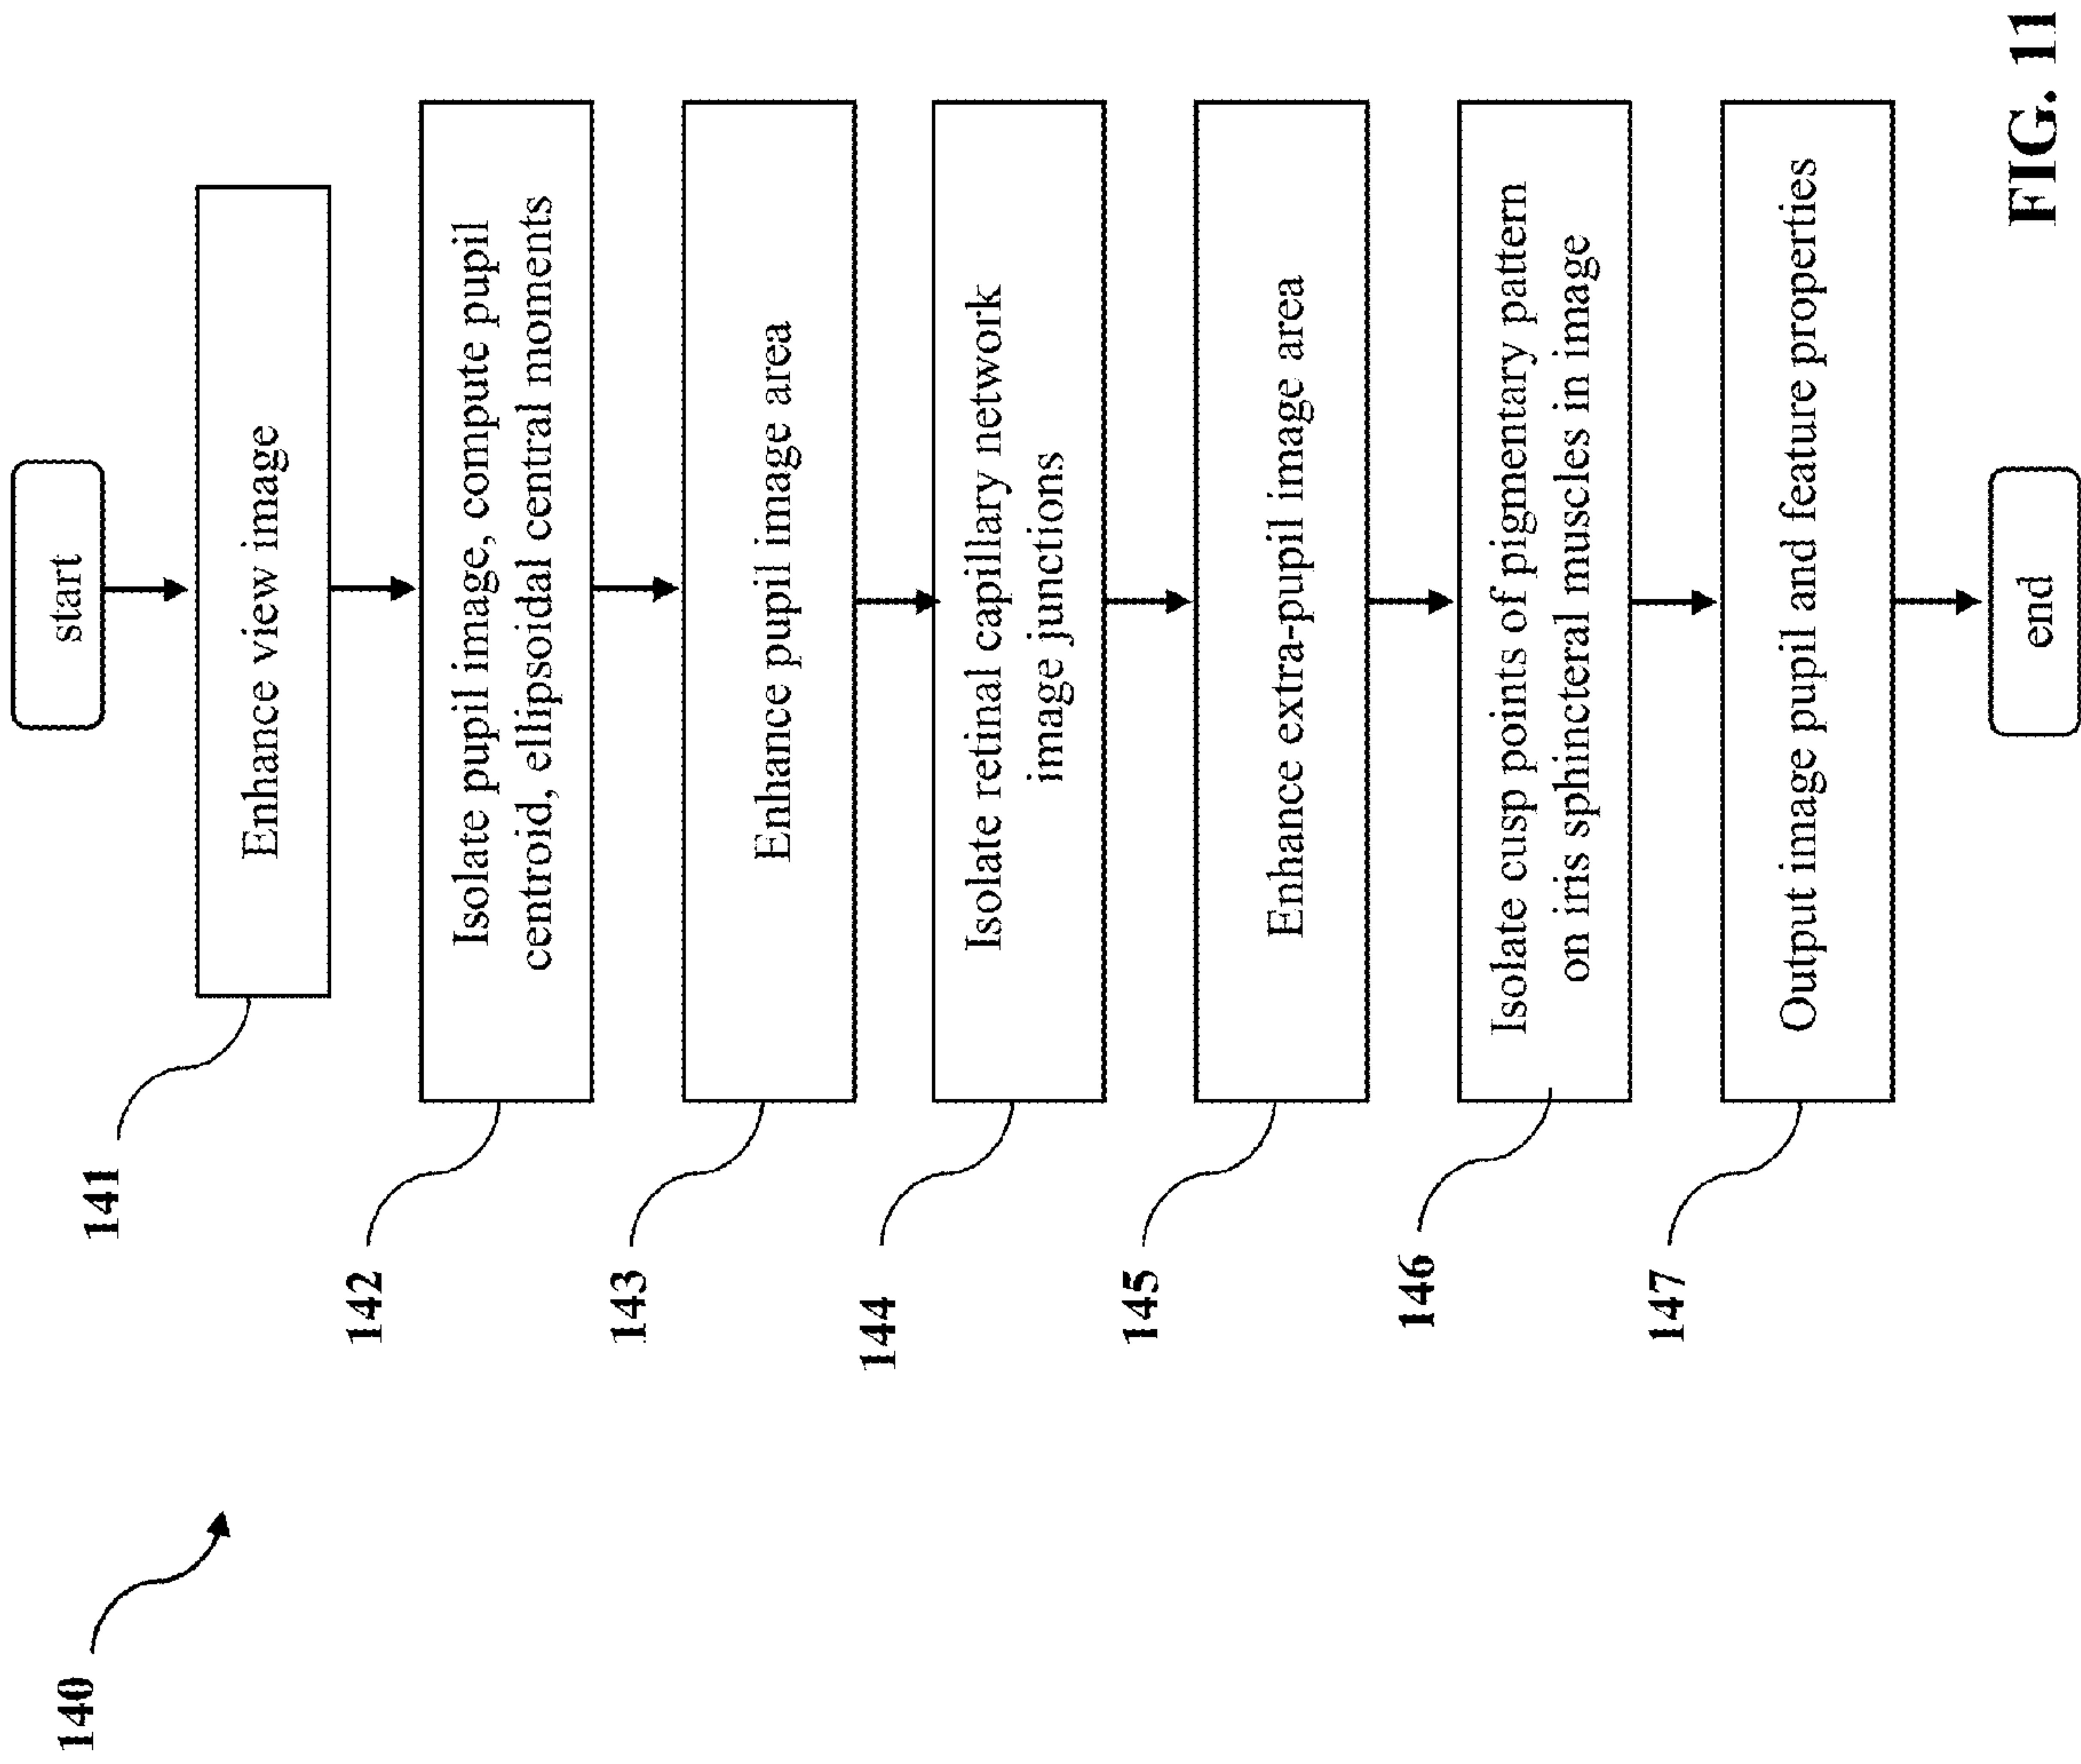 140
start
141
Enhance view image
142
Isolate pupil image, compute pupil
centroid, ellipsoidal central moments
143
Enhance pupil image area
144
Isolate retinal capillary network
image junctions
145
Enhance extra-pupil image area
146
Isolate cusp points of pigmentary pattern
on iris sphincteral muscles in image
147
Output image pupil and feature properties
end
FIG. 11